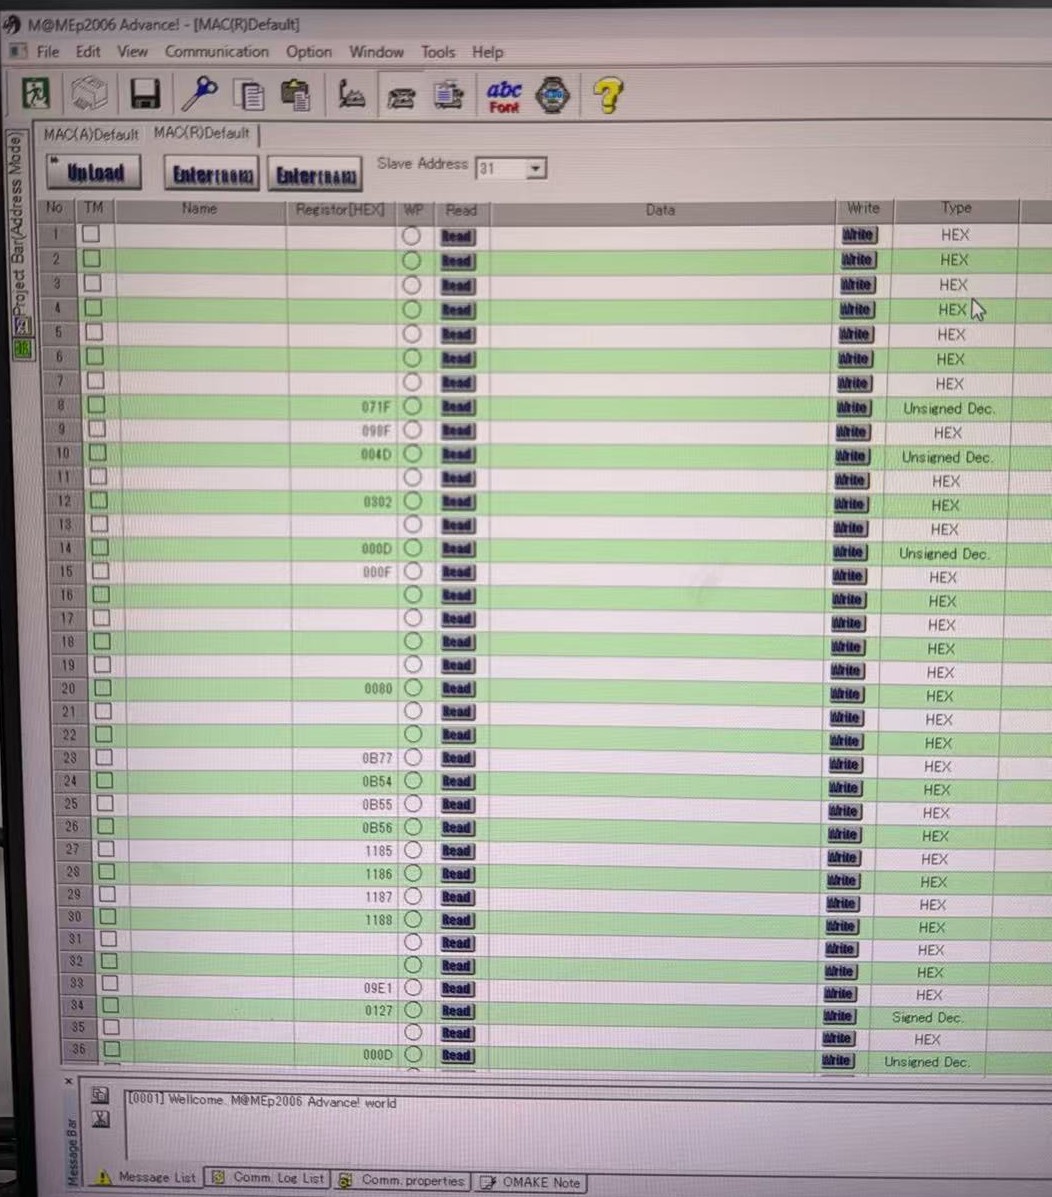 M@MEp2006 Advance! - [MAC(R)Default]
File Edit View Communication Option Window Tools Help
abc
Font
Project Bar(Address Mode)
MAC(A)Default MAC(R)Default
UpLoad Slave Address 31
No TM Name Registor[HEX] WP Read Data Write Type
1 Read Write HEX
2 Read Write HEX
3 Read Write HEX
4 Read Write HEX
5 Read Write HEX
6 Read Write HEX
7 Read Write HEX
8 071F Read Write Unsigned Dec.
9 098F Read Write HEX
10 004D Read Write Unsigned Dec.
11 Read Write HEX
12 0302 Read Write HEX
13 Read Write HEX
14 000D Read Write Unsigned Dec.
15 000F Read Write HEX
16 Read Write HEX
17 Read Write HEX
18 Read Write HEX
19 Read Write HEX
20 0080 Read Write HEX
21 Read Write HEX
22 Read Write HEX
23 0B77 Read Write HEX
24 0B54 Read Write HEX
25 0B55 Read Write HEX
26 0B56 Read Write HEX
27 1185 Read Write HEX
28 1186 Read Write HEX
29 1187 Read Write HEX
30 1188 Read Write HEX
31 Read Write HEX
32 Read Write HEX
33 09E1 Read Write HEX
34 0127 Read Write Signed Dec.
35 Read Write HEX
36 000D Read Write Unsigned Dec.
Message Bar
[0001] Wellcome M@MEp2006 Advance! world
Message List Comm. Log List Comm. properties OMAKE Note